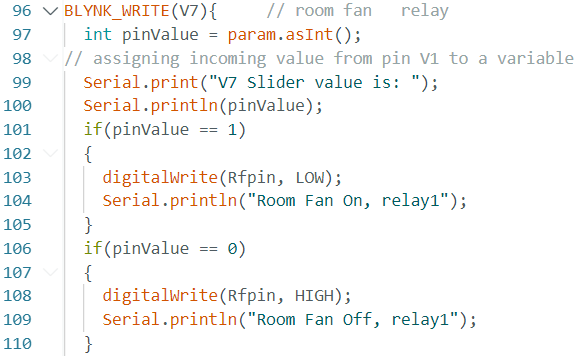 96 BLYNK_WRITE(V7){     // room fan   relay
97   int pinValue = param.asInt();
98 // assigning incoming value from pin V1 to a variable
99   Serial.print("V7 Slider value is: ");
100   Serial.println(pinValue);
101   if(pinValue == 1)
102   {
103     digitalWrite(Rfpin, LOW);
104     Serial.println("Room Fan On, relay1");
105   }
106   if(pinValue == 0)
107   {
108     digitalWrite(Rfpin, HIGH);
109     Serial.println("Room Fan Off, relay1");
110   }